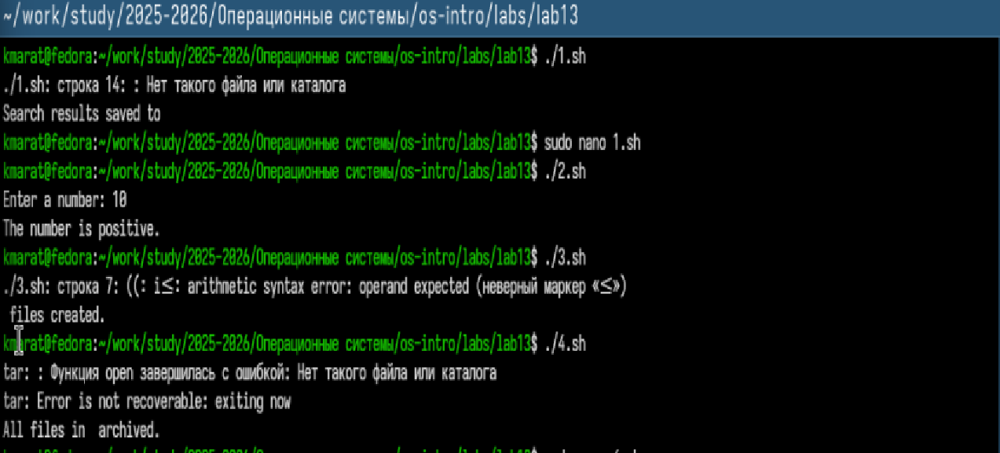 ~/work/study/2025-2026/Операционные системы/os-intro/labs/lab13
kmarat@fedora:~/work/study/2025-2026/Операционные системы/os-intro/labs/lab13$ ./1.sh
./1.sh: строка 14: : Нет такого файла или каталога
Search results saved to
kmarat@fedora:~/work/study/2025-2026/Операционные системы/os-intro/labs/lab13$ sudo nano 1.sh
kmarat@fedora:~/work/study/2025-2026/Операционные системы/os-intro/labs/lab13$ ./2.sh
Enter a number: 10
The number is positive.
kmarat@fedora:~/work/study/2025-2026/Операционные системы/os-intro/labs/lab13$ ./3.sh
./3.sh: строка 7: ((: i≤: arithmetic syntax error: operand expected (неверный маркер «≤»)
 files created.
kmarat@fedora:~/work/study/2025-2026/Операционные системы/os-intro/labs/lab13$ ./4.sh
tar: : Функция open завершилась с ошибкой: Нет такого файла или каталога
tar: Error is not recoverable: exiting now
All files in  archived.